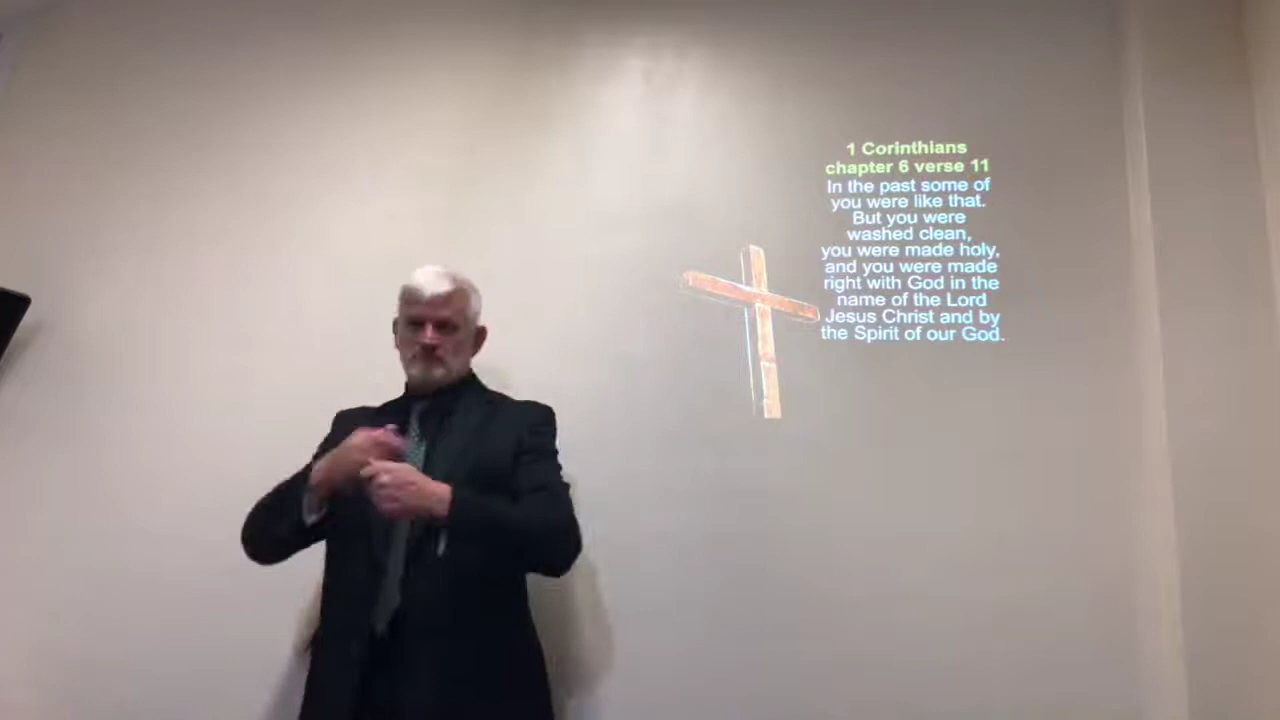 1 Corinthians
chapter 6 verse 11
In the past some of
you were like that.
But you were
washed clean,
you were made holy,
and you were made
right with God in the
name of the Lord
Jesus Christ and by
the Spirit of our God.